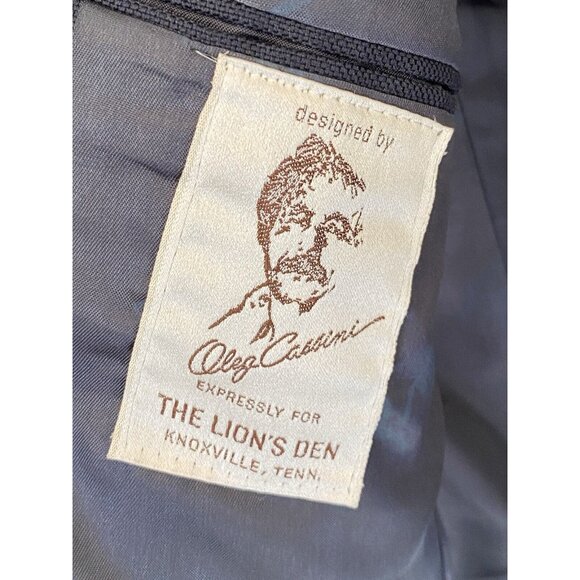 designed by
Oleg Cassini
EXPRESSLY FOR
THE LION'S DEN
KNOXVILLE, TENN.